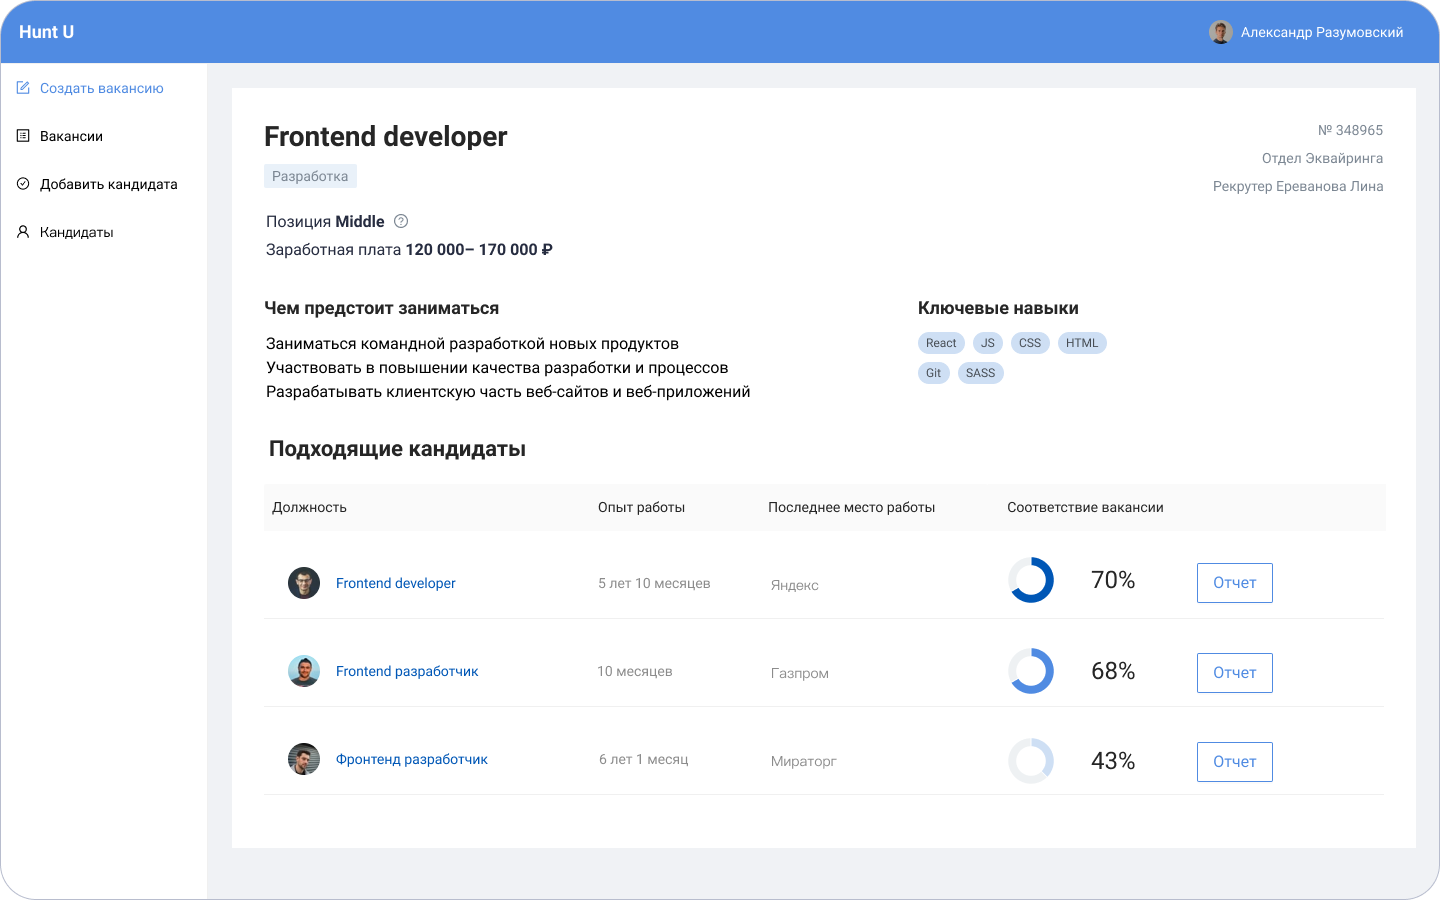 Hunt U
Александр Разумовский
Создать вакансию
Вакансии
Добавить кандидата
Кандидаты
Frontend developer
Разработка
№ 348965
Отдел Эквайринга
Рекрутер Ереванова Лина
Позиция Middle ?
Заработная плата 120 000– 170 000 ₽
Чем предстоит заниматься
Заниматься командной разработкой новых продуктов
Участвовать в повышении качества разработки и процессов
Разрабатывать клиентскую часть веб-сайтов и веб-приложений
Ключевые навыки
React JS CSS HTML
Git SASS
Подходящие кандидаты
Должность Опыт работы Последнее место работы Соответствие вакансии
Frontend developer 5 лет 10 месяцев Яндекс 70% Отчет
Frontend разработчик 10 месяцев Газпром 68% Отчет
Фронтенд разработчик 6 лет 1 месяц Мираторг 43% Отчет